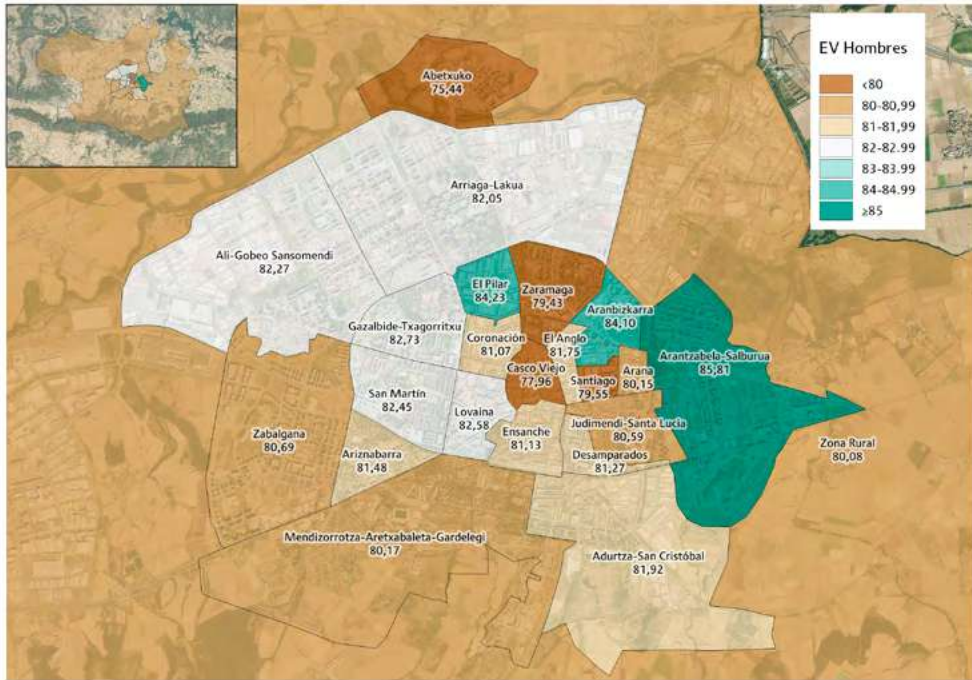 EV Hombres
<80
80-80,99
81-81,99
82-82.99
83-83.99
84-84.99
≥85
Abetxuko
75,44
Arriaga-Lakua
82,05
Ali-Gobeo Sansomendi
82,27
El Pilar
84,23
Zaramaga
79,43
Aranbizkarra
84,10
Gazalbide-Txagorritxu
82,73
Coronación
81,07
El Anglo
81,75
Arantzabela-Salburua
85,81
Casco Viejo
77,96
Santiago
79,55
Arana
80,15
San Martín
82,45
Lovaina
82,58
Ensanche
81,13
Judimendi-Santa Lucía
80,59
Zabalgana
80,69
Ariznabarra
81,48
Desamparados
81,27
Zona Rural
80,08
Mendizorrotza-Aretxabaleta-Gardelegi
80,17
Adurtza-San Cristóbal
81,92